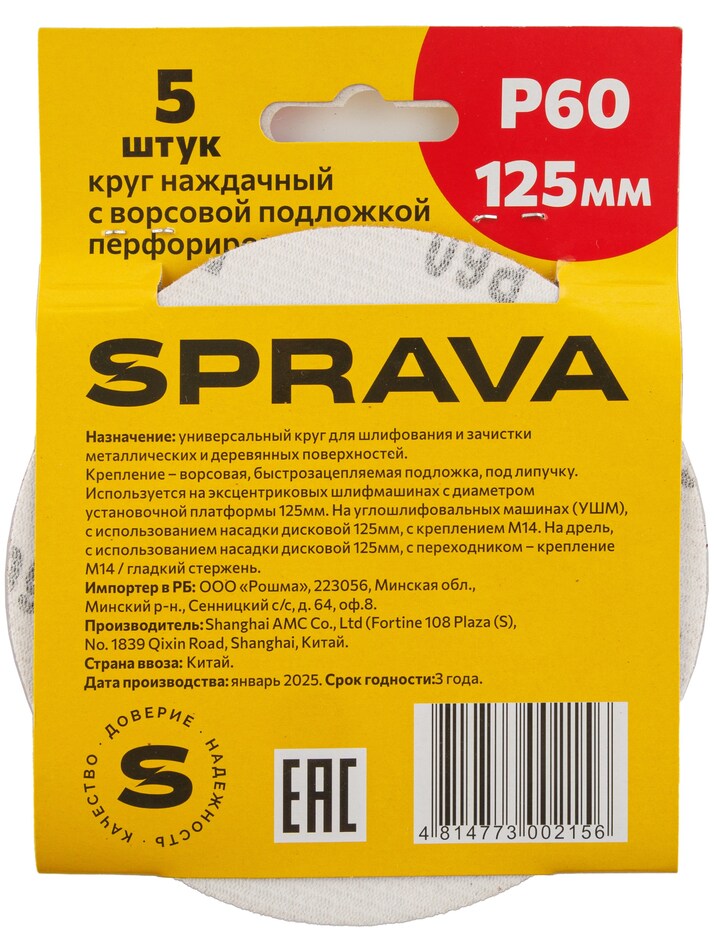 5
штук
P60
125мм
круг наждачный
с ворсовой подложкой
P60
SPRAVA
Назначение: универсальный круг для шлифования и зачистки
металлических и деревянных поверхностей.
Крепление – ворсовая, быстрозацепляемая подложка, под липучку.
Используется на эксцентриковых шлифмашинах с диаметром
установочной платформы 125мм. На углошлифовальных машинах (УШМ),
с использованием насадки дисковой 125мм, с креплением М14. На дрель,
с использованием насадки дисковой 125мм, с переходником – крепление
М14 / гладкий стержень.
Импортер в РБ: ООО «Рошма», 223056, Минская обл.,
Минский р-н., Сенницкий с/с, д. 64, оф.8.
Производитель: Shanghai AMC Co., Ltd (Fortine 108 Plaza (S),
No. 1839 Qixin Road, Shanghai, Китай.
Страна ввоза: Китай.
Дата производства: январь 2025. Срок годности:3 года.
КАЧЕСТВО · ДОВЕРИЕ · НАДЕЖНОСТЬ ·
S
EAC
4 814773 002156